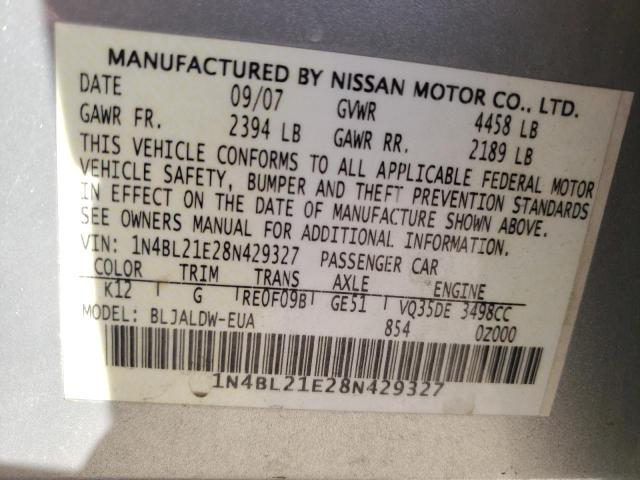 MANUFACTURED BY NISSAN MOTOR CO., LTD.
DATE 09/07 GVWR 4458 LB
GAWR FR. 2394 LB GAWR RR. 2189 LB
THIS VEHICLE CONFORMS TO ALL APPLICABLE FEDERAL MOTOR
VEHICLE SAFETY, BUMPER AND THEFT PREVENTION STANDARDS
IN EFFECT ON THE DATE OF MANUFACTURE SHOWN ABOVE.
SEE OWNERS MANUAL FOR ADDITIONAL INFORMATION.
VIN: 1N4BL21E28N429327 PASSENGER CAR
COLOR TRIM TRANS AXLE ENGINE
K12 G RE0F09B GE51 VQ35DE 3498CC
MODEL: BLJALDW-EUA 854 0Z000
1N4BL21E28N429327